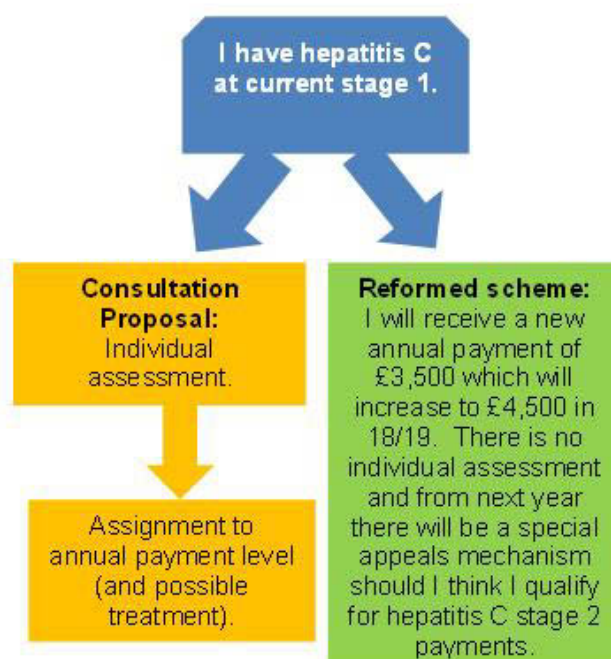 I have hepatitis C
at current stage 1.
Consultation
Proposal:
Individual
assessment.
Assignment to
annual payment level
(and possible
treatment).
Reformed scheme:
I will receive a new
annual payment of
£3,500 which will
increase to £4,500 in
18/19. There is no
individual assessment
and from next year
there will be a special
appeals mechanism
should I think I qualify
for hepatitis C stage 2
payments.